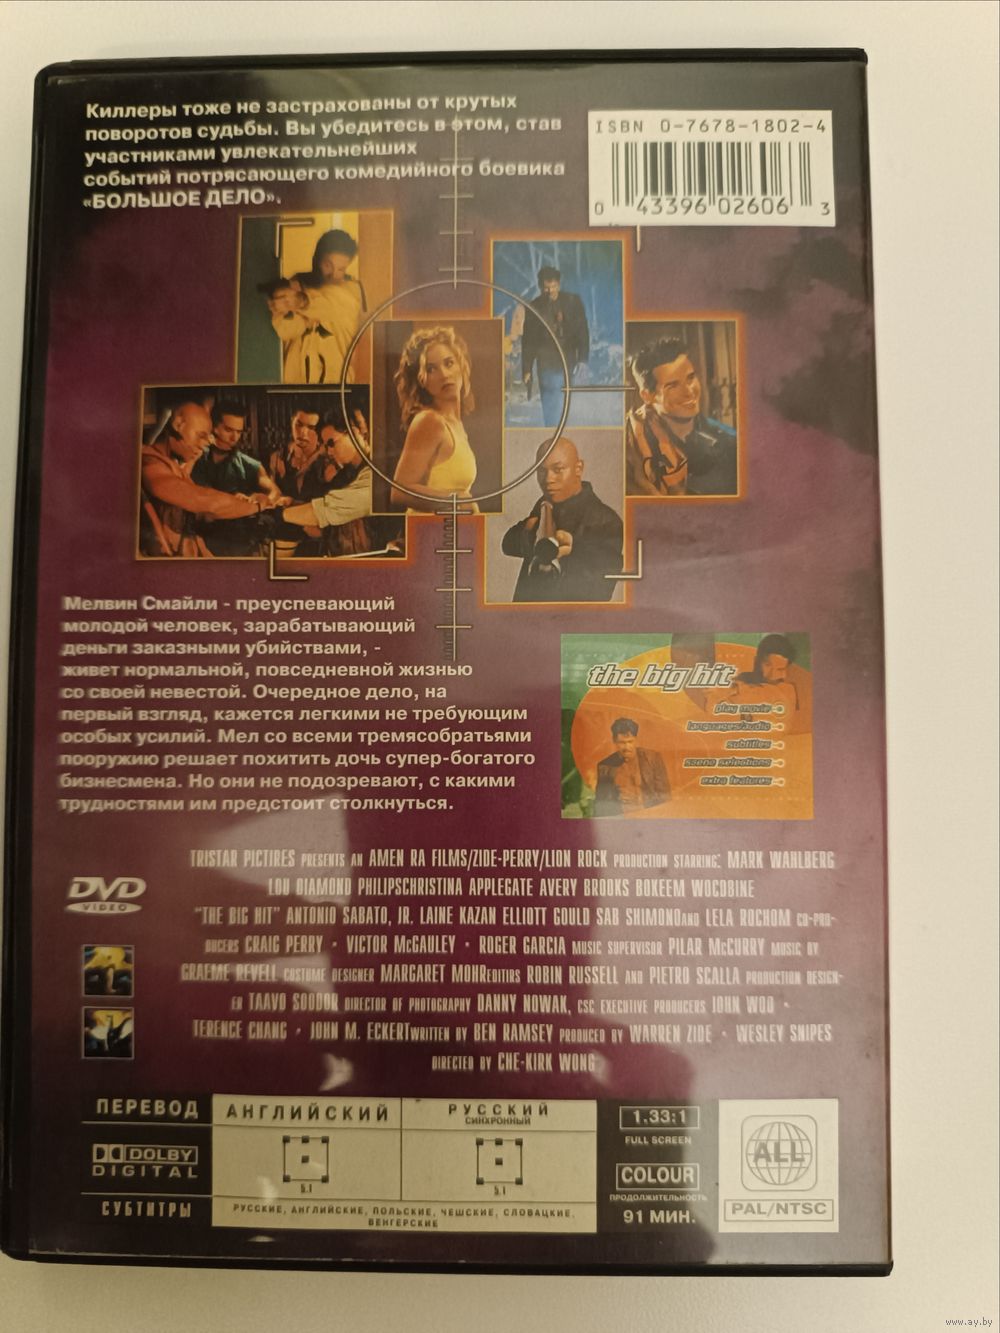 Киллеры тоже не застрахованы от крутых
поворотов судьбы. Вы убедитесь в этом, став
участниками увлекательнейших
событий потрясающего комедийного боевика
«БОЛЬШОЕ ДЕЛО».
ISBN 0-7678-1802-4
0 43396 02606 3
Мелвин Смайли - преуспевающий
молодой человек, зарабатывающий
деньги заказными убийствами, -
живет нормальной, повседневной жизнью
со своей невестой. Очередное дело, на
первый взгляд, кажется легкими не требующим
особых усилий. Мел со всеми тремясобратьями
пооружию решает похитить дочь супер-богатого
бизнесмена. Но они не подозревают, с какими
трудностями им предстоит столкнуться.
the big hit
play movie
languages/audio
subtitles
scene selections
extra features
TRISTAR PICTIRES PRESENTS AN AMEN RA FILMS/ZIDE-PERRY/LION ROCK PRODUCTION STARRING: MARK WAHLBERG
LOU DIAMOND PHILIPSCHRISTINA APPLEGATE AVERY BROOKS BOKEEM WOCDBINE
"THE BIG HIT" ANTONIO SABATO, JR. LAINE KAZAN ELLIOTT GOULD SAB SHIMONOAND LELA ROCHOM CO-PRO-
DUCERS CRAIG PERRY · VICTOR McGAULEY · ROGER GARCIA MUSIC SUPERVISOR PILAR McCURRY MUSIC BY
GRAEME REVELL COSTUME DESIGNER MARGARET MOHREDITIRS ROBIN RUSSELL AND PIETRO SCALLA PRODUCTION DESIGN-
ER TAAVO SOODOR DIRECTOR OF PHOTOGRAPHY DANNY NOWAK, CSC EXECUTIVE PRODUCERS JOHN WOO ·
TERENCE CHANG · JOHN M. ECKERTWRITTEN BY BEN RAMSEY PRODUCED BY WARREN ZIDE · WESLEY SNIPES
DIRECTED BY CHE-KIRK WONG
DVD
VIDEO
ПЕРЕВОД
АНГЛИЙСКИЙ
РУССКИЙ
СИНХРОННЫЙ
DOLBY
DIGITAL
5.1
5.1
СУБТИТРЫ
РУССКИЕ, АНГЛИЙСКИЕ, ПОЛЬСКИЕ, ЧЕШСКИЕ, СЛОВАЦКИЕ,
ВЕНГЕРСКИЕ
1.33:1
FULL SCREEN
COLOUR
ПРОДОЛЖИТЕЛЬНОСТЬ
91 МИН.
ALL
PAL/NTSC
www.ay.by